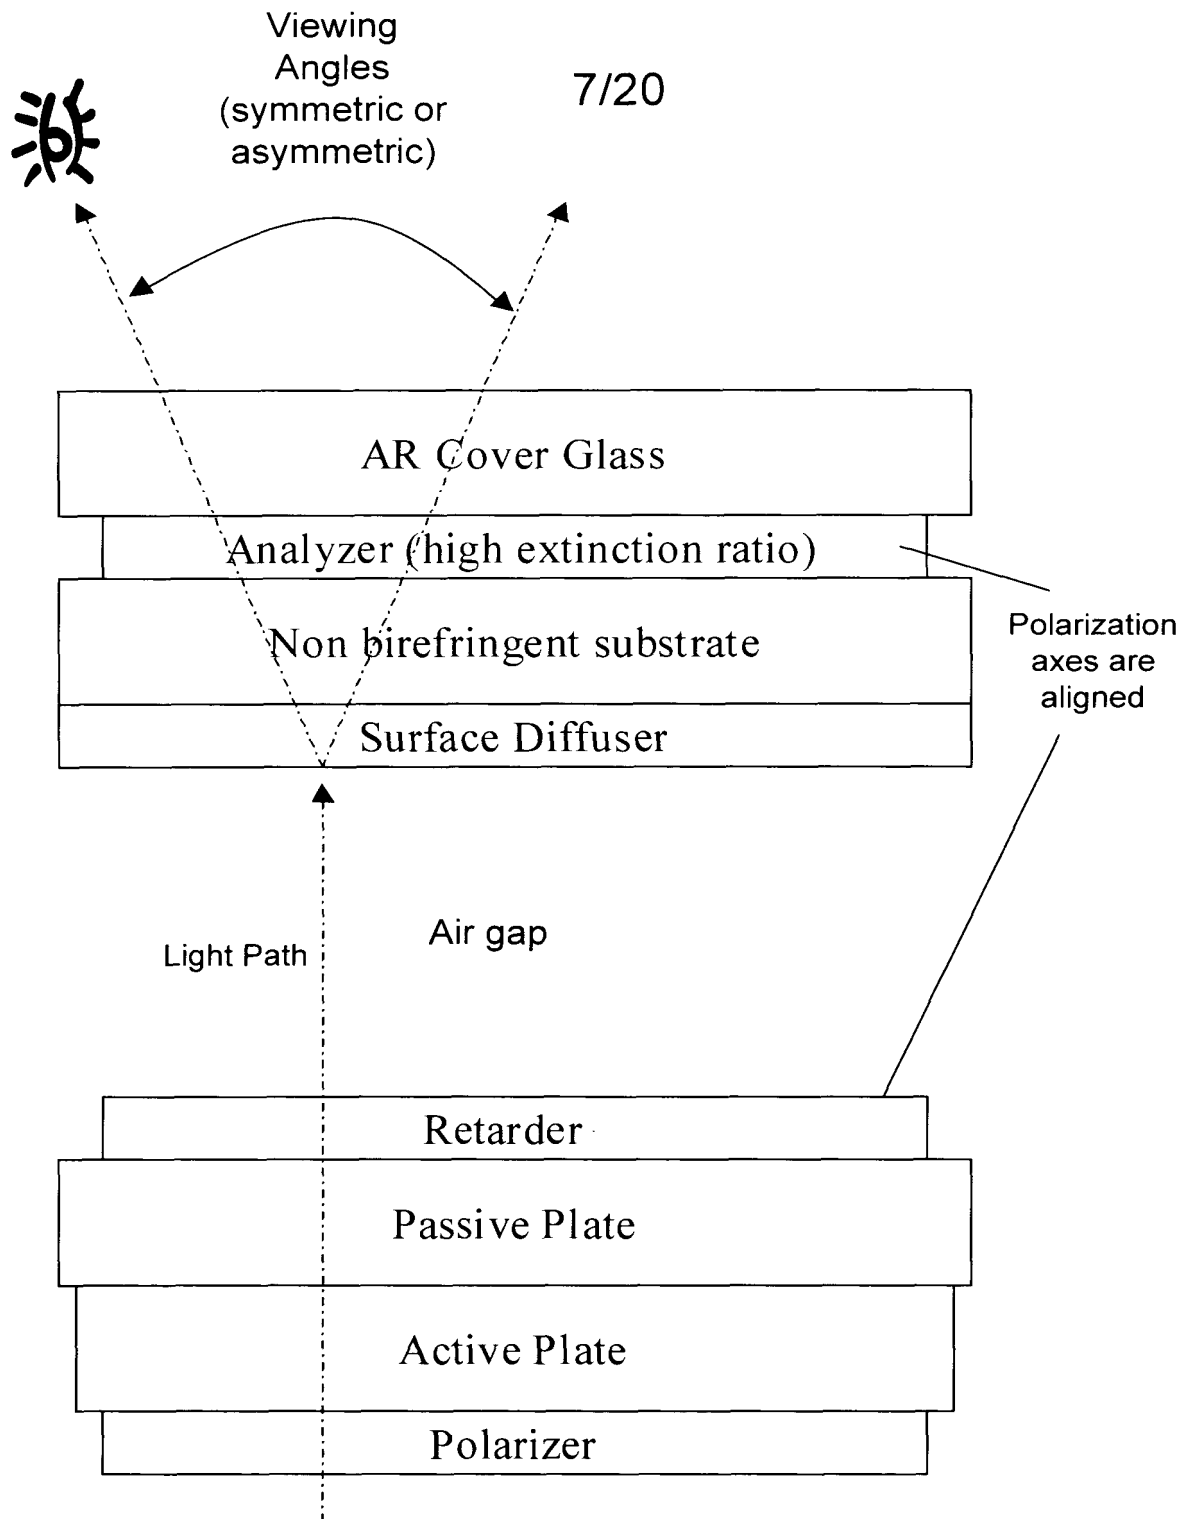 Viewing
Angles
(symmetric or
asymmetric)
7/20
AR Cover Glass
Analyzer (high extinction ratio)
Non birefringent substrate
Surface Diffuser
Polarization
axes are
aligned
Light Path
Air gap
Retarder
Passive Plate
Active Plate
Polarizer